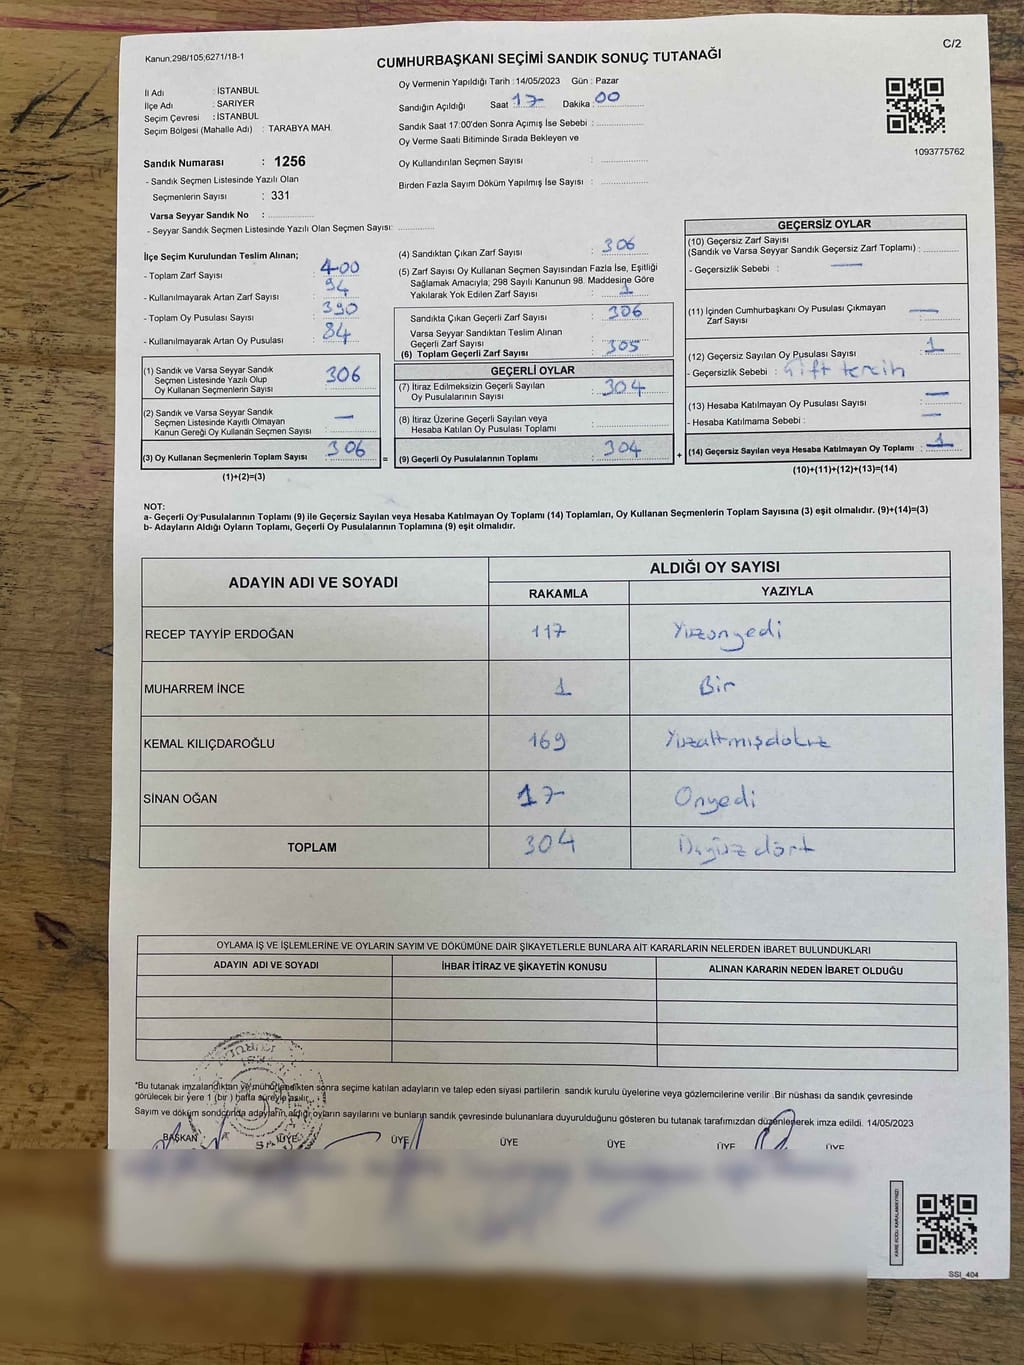 Kanun;298/105;6271/18-1
C/2
CUMHURBAŞKANI SEÇİMİ SANDIK SONUÇ TUTANAĞI
İl Adı : İSTANBUL
İlçe Adı : SARIYER
Seçim Çevresi : İSTANBUL
Seçim Bölgesi (Mahalle Adı) : TARABYA MAH.
Sandık Numarası : 1256
- Sandık Seçmen Listesinde Yazılı Olan
Seçmenlerin Sayısı : 331
Varsa Seyyar Sandık No :
- Seyyar Sandık Seçmen Listesinde Yazılı Olan Seçmen Sayısı:
Oy Vermenin Yapıldığı Tarih : 14/05/2023 Gün : Pazar
Sandığın Açıldığı Saat 17 Dakika : 00
Sandık Saat 17:00'den Sonra Açımış İse Sebebi :
Oy Verme Saati Bitiminde Sırada Bekleyen ve
Oy Kullandırılan Seçmen Sayısı :
Birden Fazla Sayım Döküm Yapılmış İse Sayısı :
1093775762
İlçe Seçim Kurulundan Teslim Alınan;
- Toplam Zarf Sayısı : 400
- Kullanılmayarak Artan Zarf Sayısı : 94
- Toplam Oy Pusulası Sayısı : 390
- Kullanılmayarak Artan Oy Pusulası : 84
(1) Sandık ve Varsa Seyyar Sandık
Seçmen Listesinde Yazılı Olup
Oy Kullanan Seçmenlerin Sayısı : 306
(2) Sandık ve Varsa Seyyar Sandık
Seçmen Listesinde Kayıtlı Olmayan
Kanun Gereği Oy Kullanan Seçmen Sayısı : —
(3) Oy Kullanan Seçmenlerin Toplam Sayısı : 306 =
(1)+(2)=(3)
(4) Sandıktan Çıkan Zarf Sayısı : 306
(5) Zarf Sayısı Oy Kullanan Seçmen Sayısından Fazla İse, Eşitliği
Sağlamak Amacıyla; 298 Sayılı Kanunun 98. Maddesine Göre
Yakılarak Yok Edilen Zarf Sayısı : 1
Sandıkta Çıkan Geçerli Zarf Sayısı : 306
Varsa Seyyar Sandıktan Teslim Alınan
Geçerli Zarf Sayısı :
(6) Toplam Geçerli Zarf Sayısı : 305
GEÇERLİ OYLAR
(7) İtiraz Edilmeksizin Geçerli Sayılan
Oy Pusulalarının Sayısı : 304
(8) İtiraz Üzerine Geçerli Sayılan veya
Hesaba Katılan Oy Pusulası Toplamı :
(9) Geçerli Oy Pusulalarının Toplamı : 304 +
GEÇERSİZ OYLAR
(10) Geçersiz Zarf Sayısı
(Sandık ve Varsa Seyyar Sandık Geçersiz Zarf Toplamı) :
- Geçersizlik Sebebi : —
(11) İçinden Cumhurbaşkanı Oy Pusulası Çıkmayan
Zarf Sayısı : —
(12) Geçersiz Sayılan Oy Pusulası Sayısı : 1
- Geçersizlik Sebebi : Çift tercih
(13) Hesaba Katılmayan Oy Pusulası Sayısı : —
- Hesaba Katılmama Sebebi : —
(14) Geçersiz Sayılan veya Hesaba Katılmayan Oy Toplamı : 1
(10)+(11)+(12)+(13)=(14)
NOT:
a- Geçerli Oy Pusulalarının Toplamı (9) ile Geçersiz Sayılan veya Hesaba Katılmayan Oy Toplamı (14) Toplamları, Oy Kullanan Seçmenlerin Toplam Sayısına (3) eşit olmalıdır. (9)+(14)=(3)
b- Adayların Aldığı Oyların Toplamı, Geçerli Oy Pusulalarının Toplamına (9) eşit olmalıdır.
ADAYIN ADI VE SOYADI
ALDIĞI OY SAYISI
RAKAMLA YAZIYLA
RECEP TAYYİP ERDOĞAN 117 Yüzonyedi
MUHARREM İNCE 1 Bir
KEMAL KILIÇDAROĞLU 169 Yüzaltmışdokuz
SİNAN OĞAN 17 Onyedi
TOPLAM 304 Üçyüz dört
OYLAMA İŞ VE İŞLEMLERİNE VE OYLARIN SAYIM VE DÖKÜMÜNE DAİR ŞİKAYETLERLE BUNLARA AİT KARARLARIN NELERDEN İBARET BULUNDUKLARI
ADAYIN ADI VE SOYADI İHBAR İTİRAZ VE ŞİKAYETİN KONUSU ALINAN KARARIN NEDEN İBARET OLDUĞU
*Bu tutanak imzalandıktan ve mühürlendikten sonra seçime katılan adayların ve talep eden siyasi partilerin sandık kurulu üyelerine veya gözlemcilerine verilir .Bir nüshası da sandık çevresinde
görülecek bir yere 1 (bir ) hafta süreyle asılır.
Sayım ve döküm sonucunda adayların aldığı oyların sayılarını ve bunların sandık çevresinde bulunanlara duyurulduğunu gösteren bu tutanak tarafımızdan düzenlenerek imza edildi. 14/05/2023
BAŞKAN ÜYE ÜYE ÜYE ÜYE ÜYE ÜYE
SSİ_404